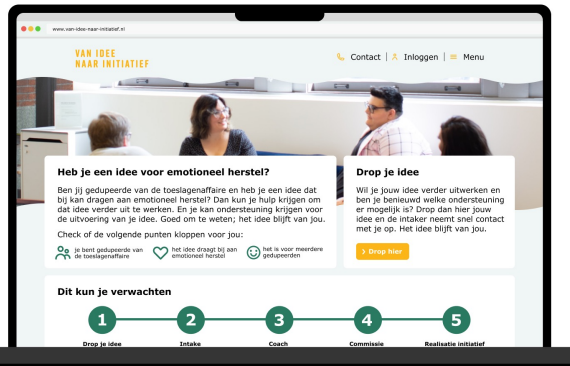 www.van-idee-naar-initiatief.nl
VAN IDEE
NAAR INITIATIEF
Contact | Inloggen | Menu
Heb je een idee voor emotioneel herstel?
Ben jij gedupeerde van de toeslagenaffaire en heb je een idee dat
bij kan dragen aan emotioneel herstel? Dan kun je hulp krijgen om
dat idee verder uit te werken. En je kan ondersteuning krijgen voor
de uitvoering van je idee. Goed om te weten; het idee blijft van jou.
Check of de volgende punten kloppen voor jou:
je bent gedupeerde van
de toeslagenaffaire
het idee draagt bij aan
emotioneel herstel
het is voor meerdere
gedupeerden
Drop je idee
Wil je jouw idee verder uitwerken en
ben je benieuwd welke ondersteuning
er mogelijk is? Drop dan hier jouw
idee en de intaker neemt snel contact
met je op. Het idee blijft van jou.
Drop hier
Dit kun je verwachten
1 2 3 4 5
Drop je idee Intake Coach Commissie Realisatie initiatief